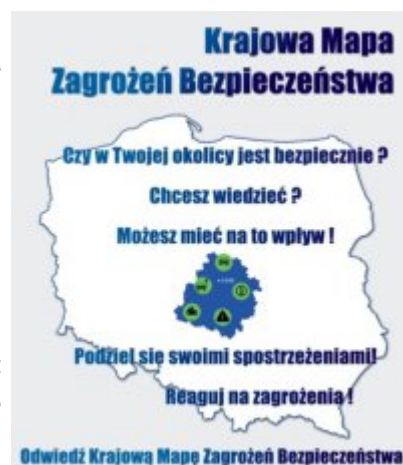 Krajowa Mapa
Zagrożeń Bezpieczeństwa
Czy w Twojej okolicy jest bezpiecznie ?
Chcesz wiedzieć ?
Możesz mieć na to wpływ !
Podziel się swoimi spostrzeżeniami!
Reaguj na zagrożenia !
Odwiedź Krajową Mapę Zagrożeń Bezpieczeństwa